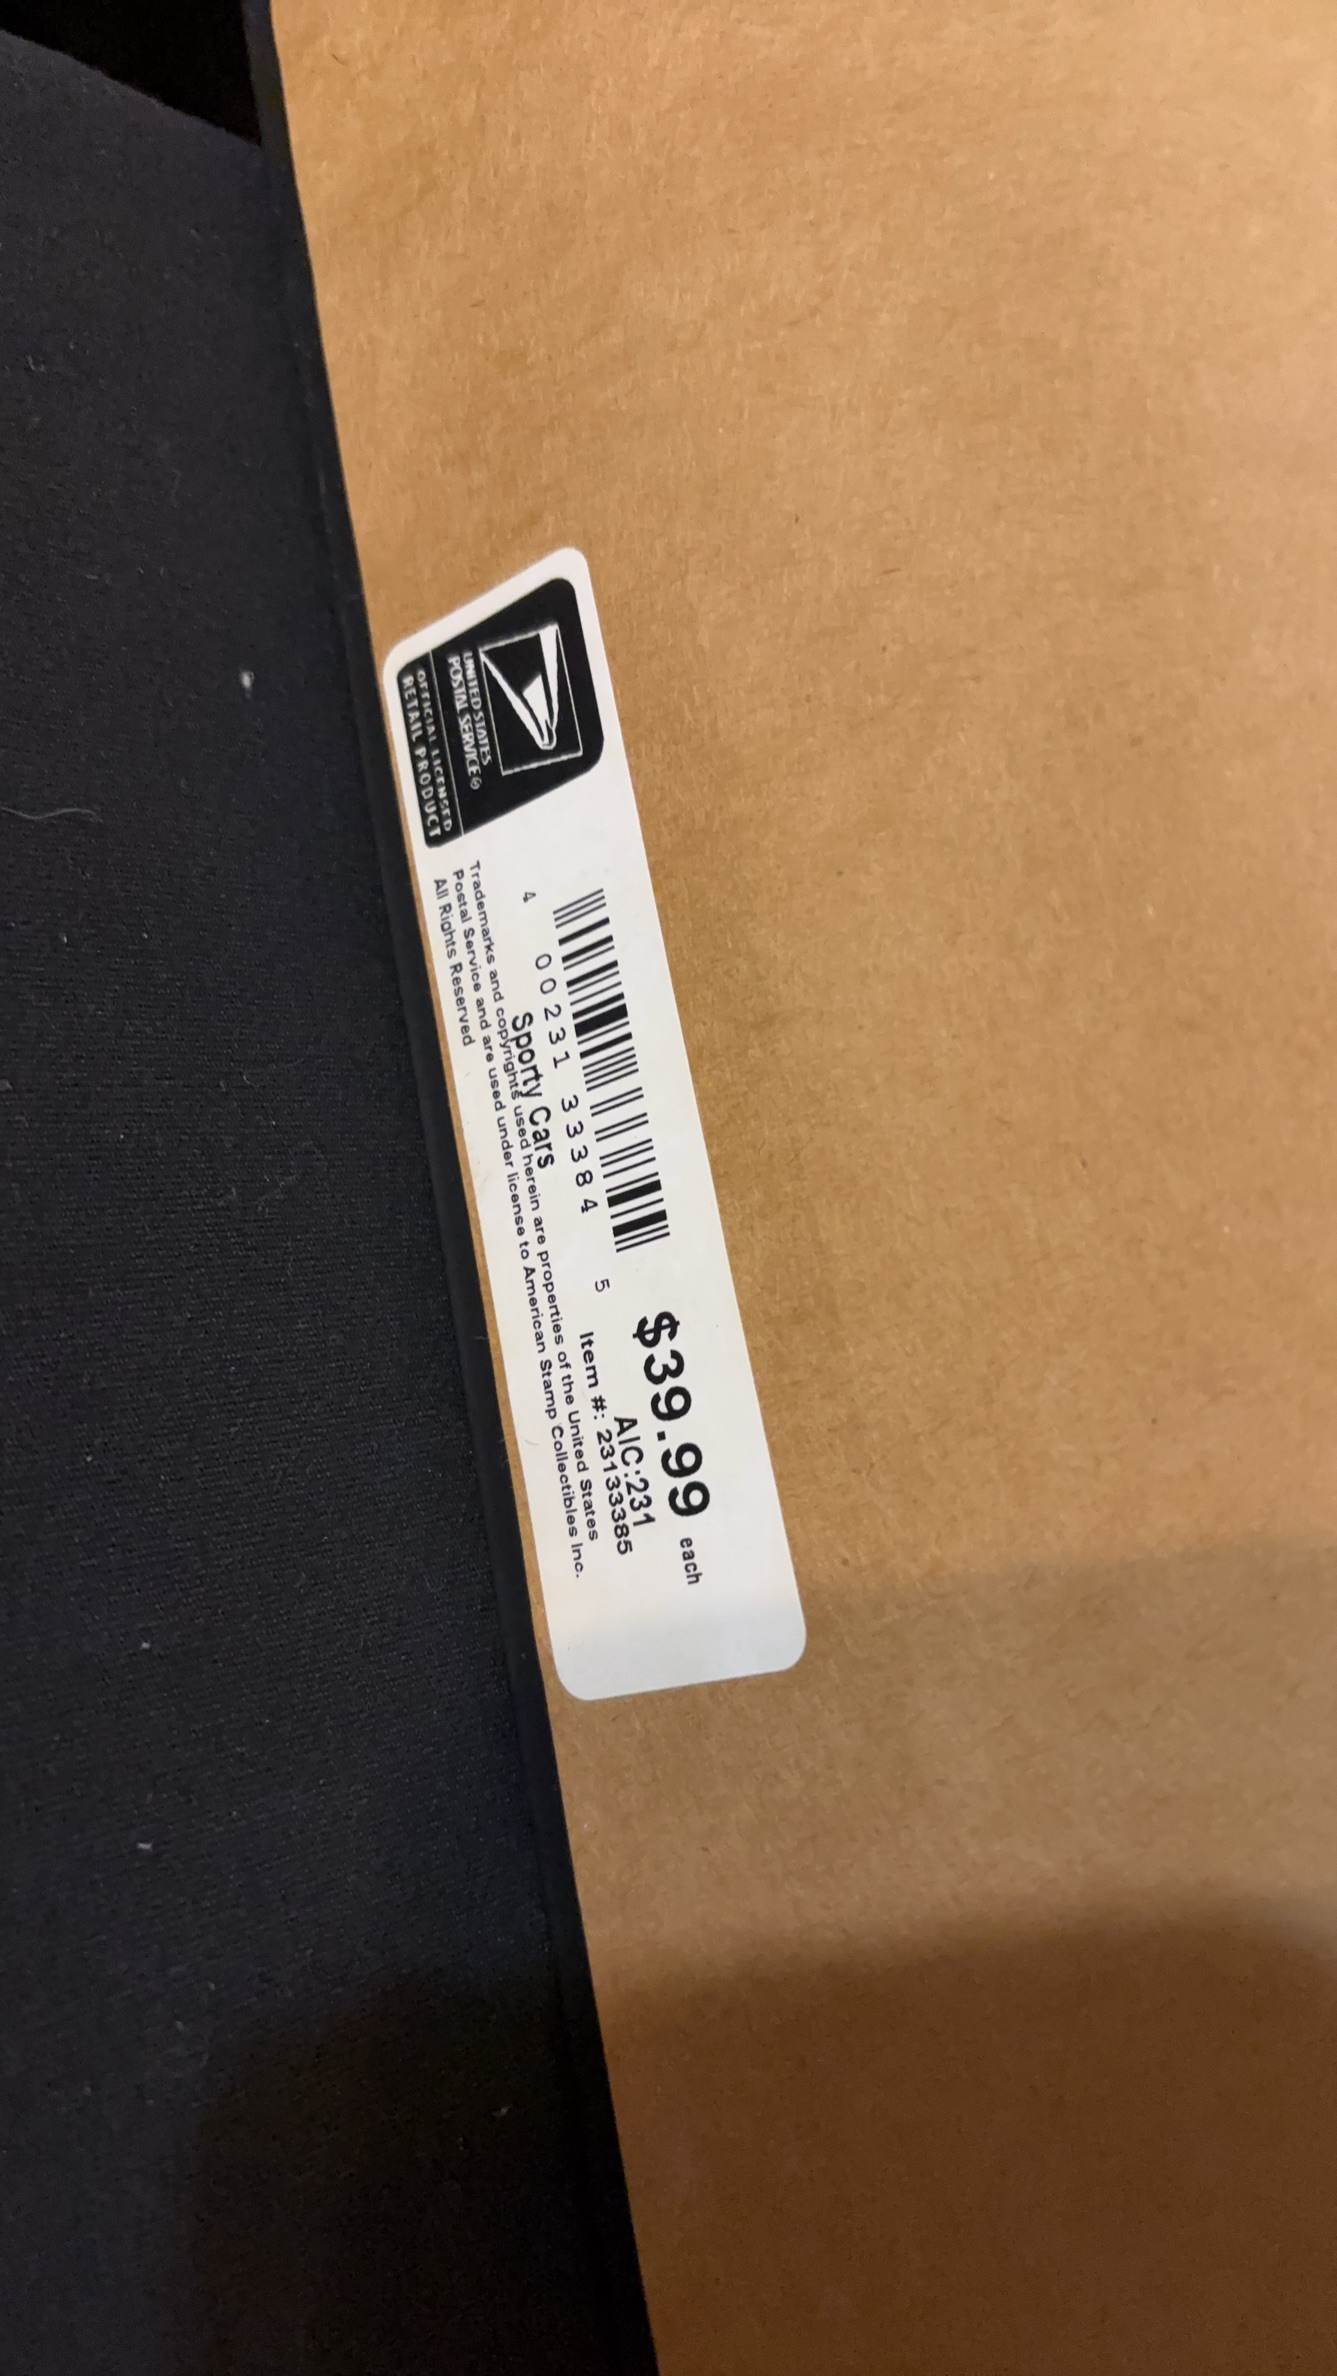 UNITED STATES
POSTAL SERVICE®
OFFICIAL LICENSED
RETAIL PRODUCT
4 00231 33384 5
Sporty Cars
$39.99 each
AIC:231
Item #: 23133385
Trademarks and copyrights used herein are properties of the United States
Postal Service and are used under license to American Stamp Collectibles Inc.
All Rights Reserved